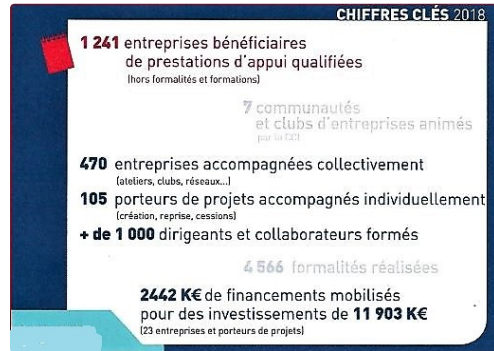 CHIFFRES CLÉS 2018
1 241 entreprises bénéficiaires
de prestations d'appui qualifiées
(hors formalités et formations)
7 communautés
et clubs d'entreprises animés
par la CCI
470 entreprises accompagnées collectivement
(ateliers, clubs, réseaux...)
105 porteurs de projets accompagnés individuellement
(création, reprise, cessions)
+ de 1 000 dirigeants et collaborateurs formés
4 566 formalités réalisées
2442 K€ de financements mobilisés
pour des investissements de 11 903 K€
(23 entreprises et porteurs de projets)